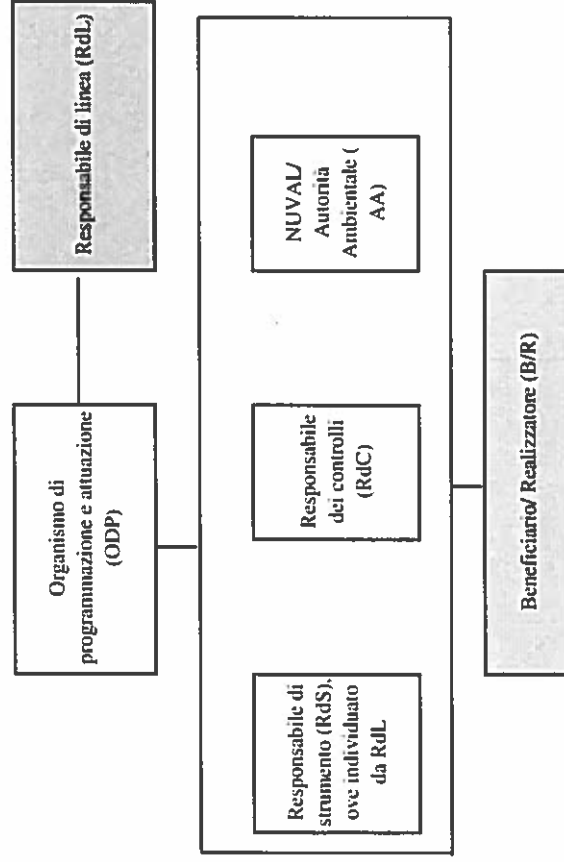 Organismo di
programmazione e attuazione
(ODP)
Responsabile di linea (RdL)
Responsabile di
strumento (RdS),
ove individuato
da RdL
Responsabile
dei controlli
(RdC)
NUVAL/
Autorità
Ambientale (
AA)
Beneficiario/ Realizzatore (B/R)